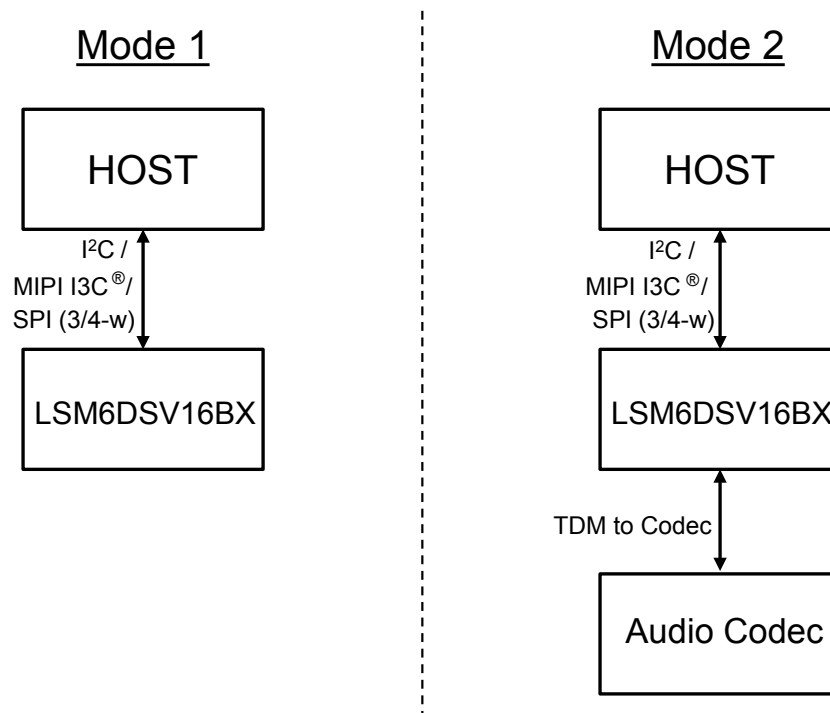 Mode 1
HOST
I²C /
MIPI I3C ®/
SPI (3/4-w)
LSM6DSV16BX
Mode 2
HOST
I²C /
MIPI I3C ®/
SPI (3/4-w)
LSM6DSV16BX
TDM to Codec
Audio Codec